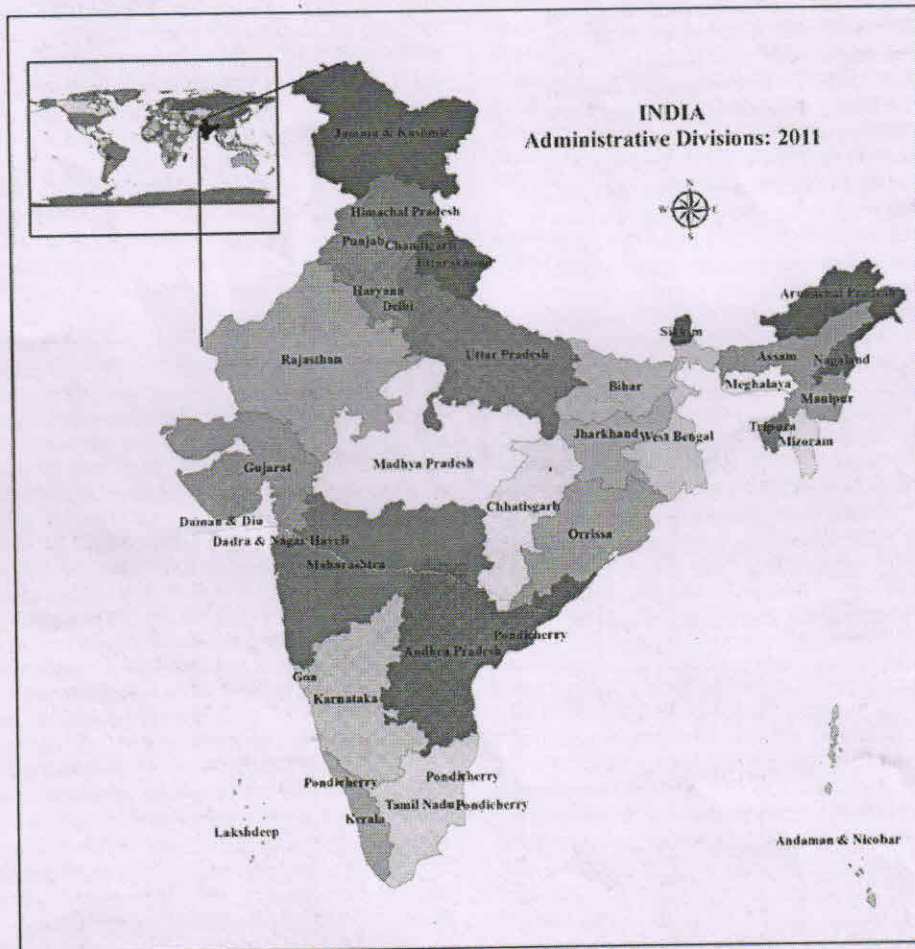 INDIA
Administrative Divisions: 2011
N
W E
S
Jammu & Kashmir
Himachal Pradesh
Punjab
Chandigarh
Uttarakhand
Haryana
Delhi
Arunachal Pradesh
Sikkim
Rajasthan
Uttar Pradesh
Assam
Nagaland
Bihar
Meghalaya
Manipur
Tripura
Mizoram
Jharkhand
West Bengal
Gujarat
Madhya Pradesh
Chhatisgarh
Daman & Diu
Orrissa
Dadra & Nagar Haveli
Maharashtra
Pondicherry
Andhra Pradesh
Goa
Karnataka
Pondicherry
Pondicherry
Tamil Nadu
Pondicherry
Kerala
Lakshdeep
Andaman & Nicobar